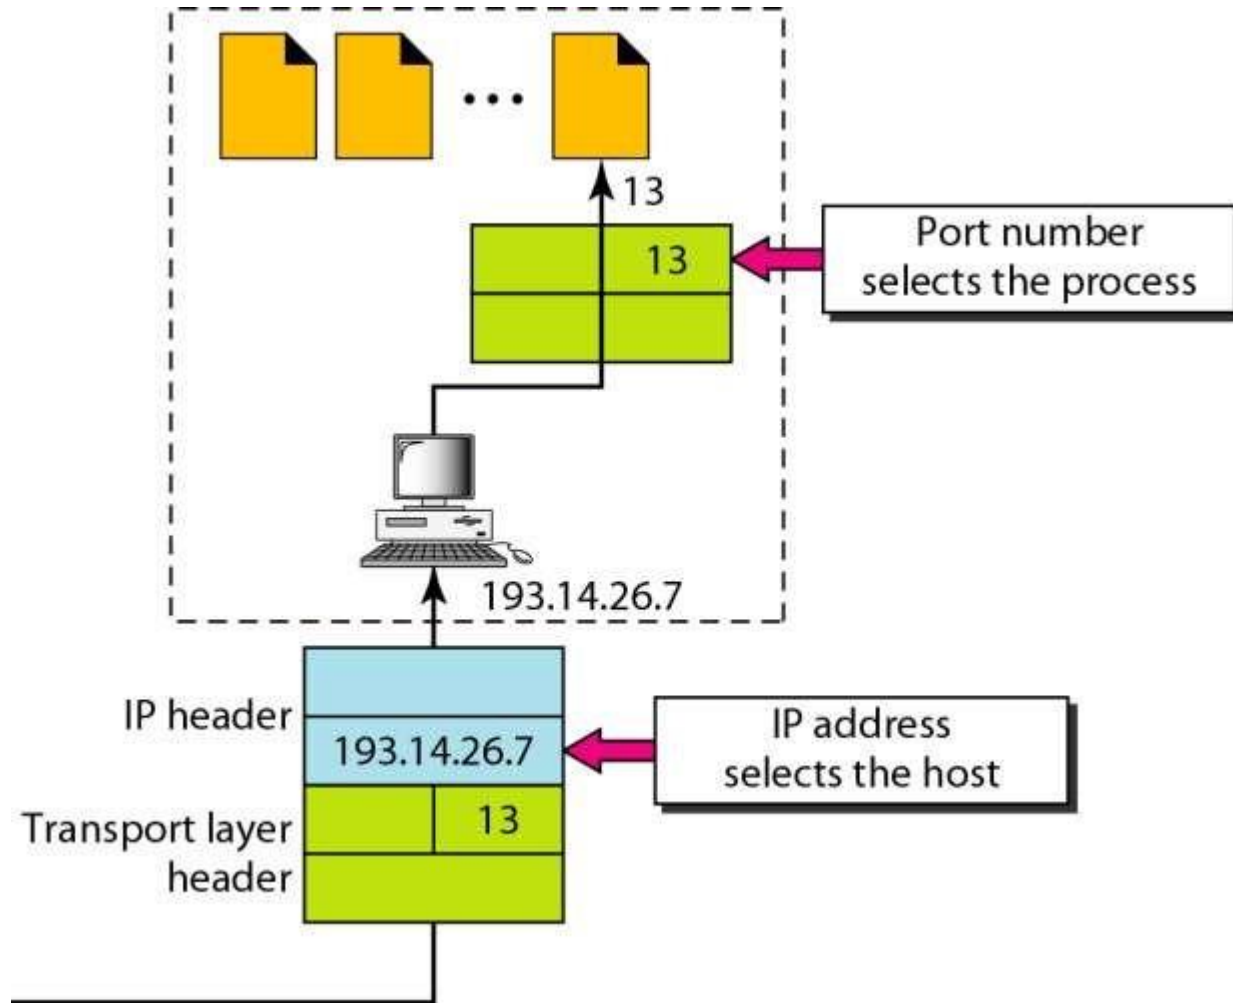 13
13
Port number
selects the process
193.14.26.7
IP header
193.14.26.7
IP address
selects the host
Transport layer
header
13